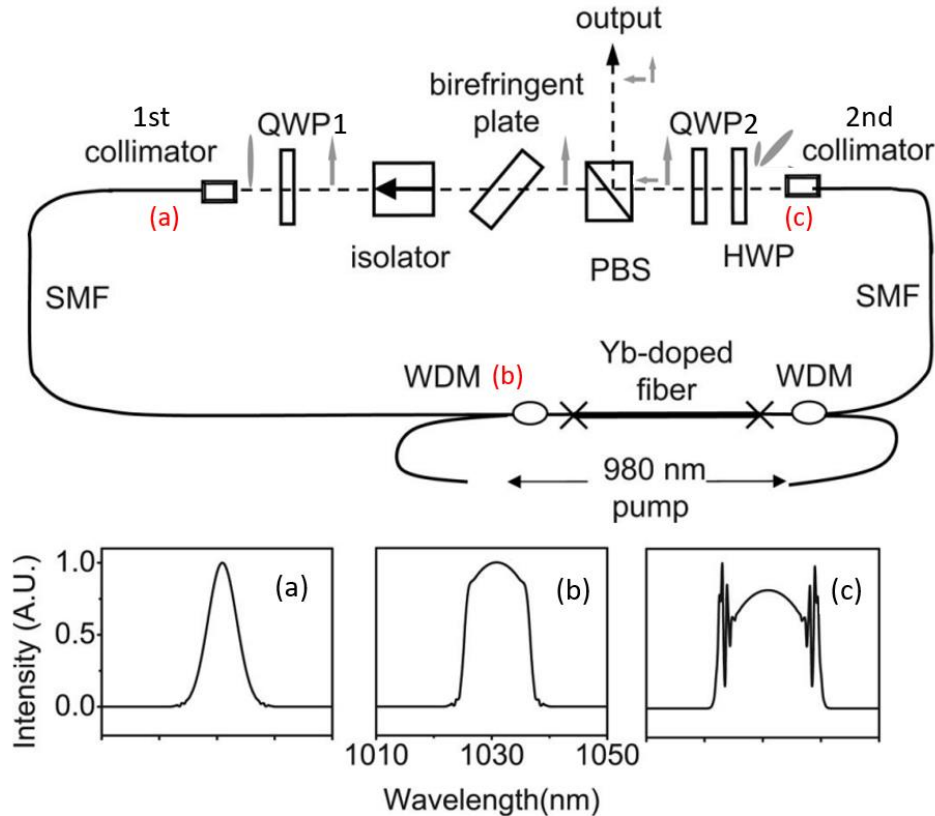 output
birefringent
plate
1st
collimator
QWP1
QWP2
2nd
collimator
(a)
(c)
isolator
PBS
HWP
SMF
SMF
Yb-doped
fiber
WDM (b)
WDM
980 nm
pump
Intensity (A.U.)
1.0
0.5
0.0
(a)
(b)
(c)
1010
1030
1050
Wavelength(nm)